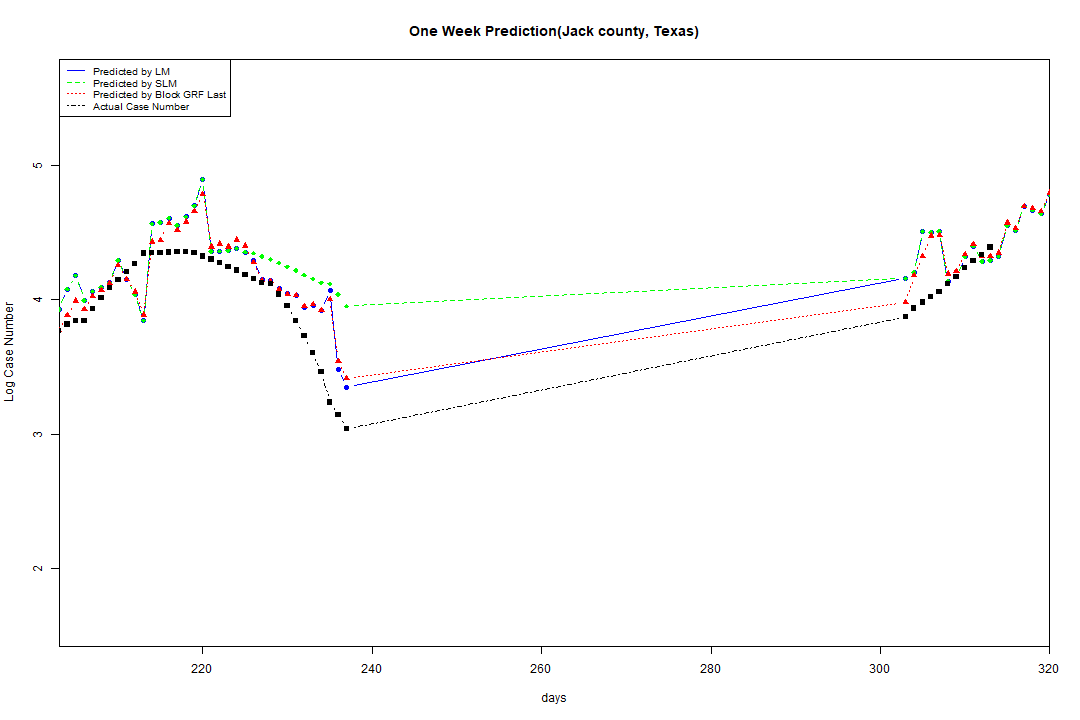 One Week Prediction(Jack county, Texas)
Predicted by LM
Predicted by SLM
Predicted by Block GRF Last
Actual Case Number
5
4
3
2
Log Case Number
220 240 260 280 300 320
days